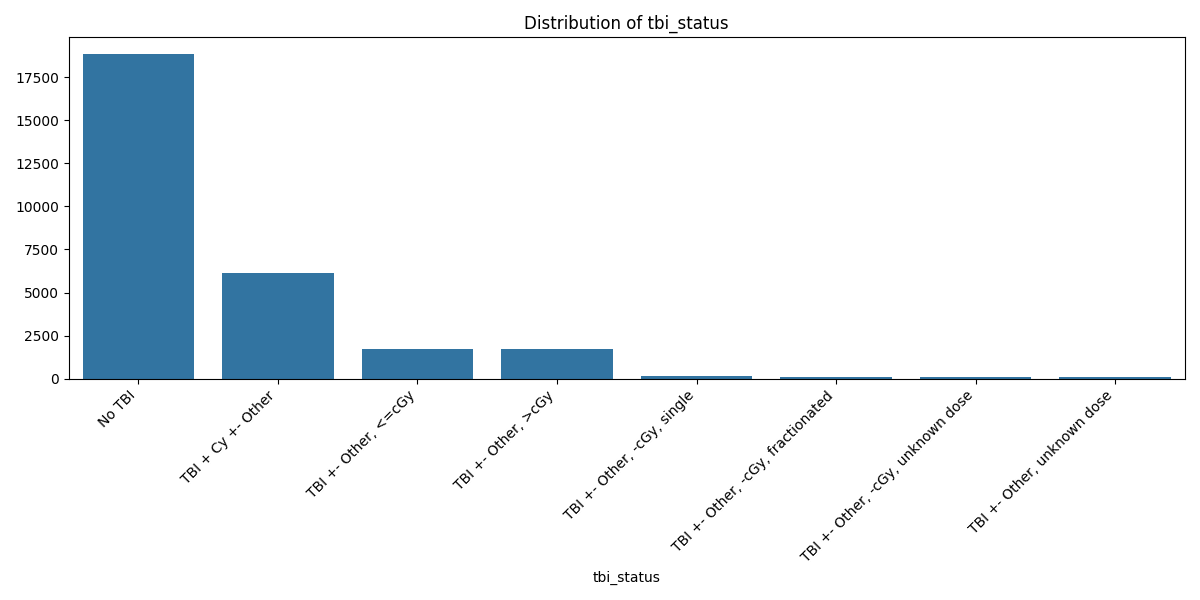 Distribution of tbi_status
17500
15000
12500
10000
7500
5000
2500
0
No TBI
TBI + Cy +- Other
TBI +- Other, <=cGy
TBI +- Other, >cGy
TBI +- Other, -cGy, single
TBI +- Other, -cGy, fractionated
TBI +- Other, -cGy, unknown dose
TBI +- Other, unknown dose
tbi_status